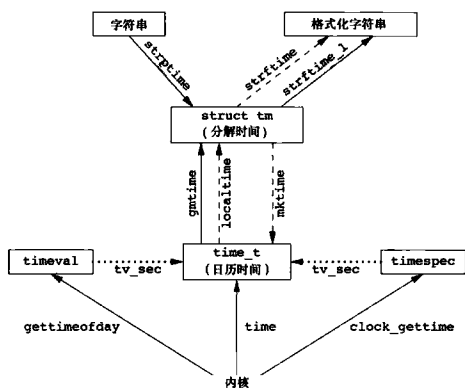 字符串
格式化字符串
strptime
strftime
strftime_l
struct tm
(分解时间)
gmtime
localtime
mktime
timeval
tv_sec
time_t
(日历时间)
tv_sec
timespec
gettimeofday
time
clock_gettime
内核